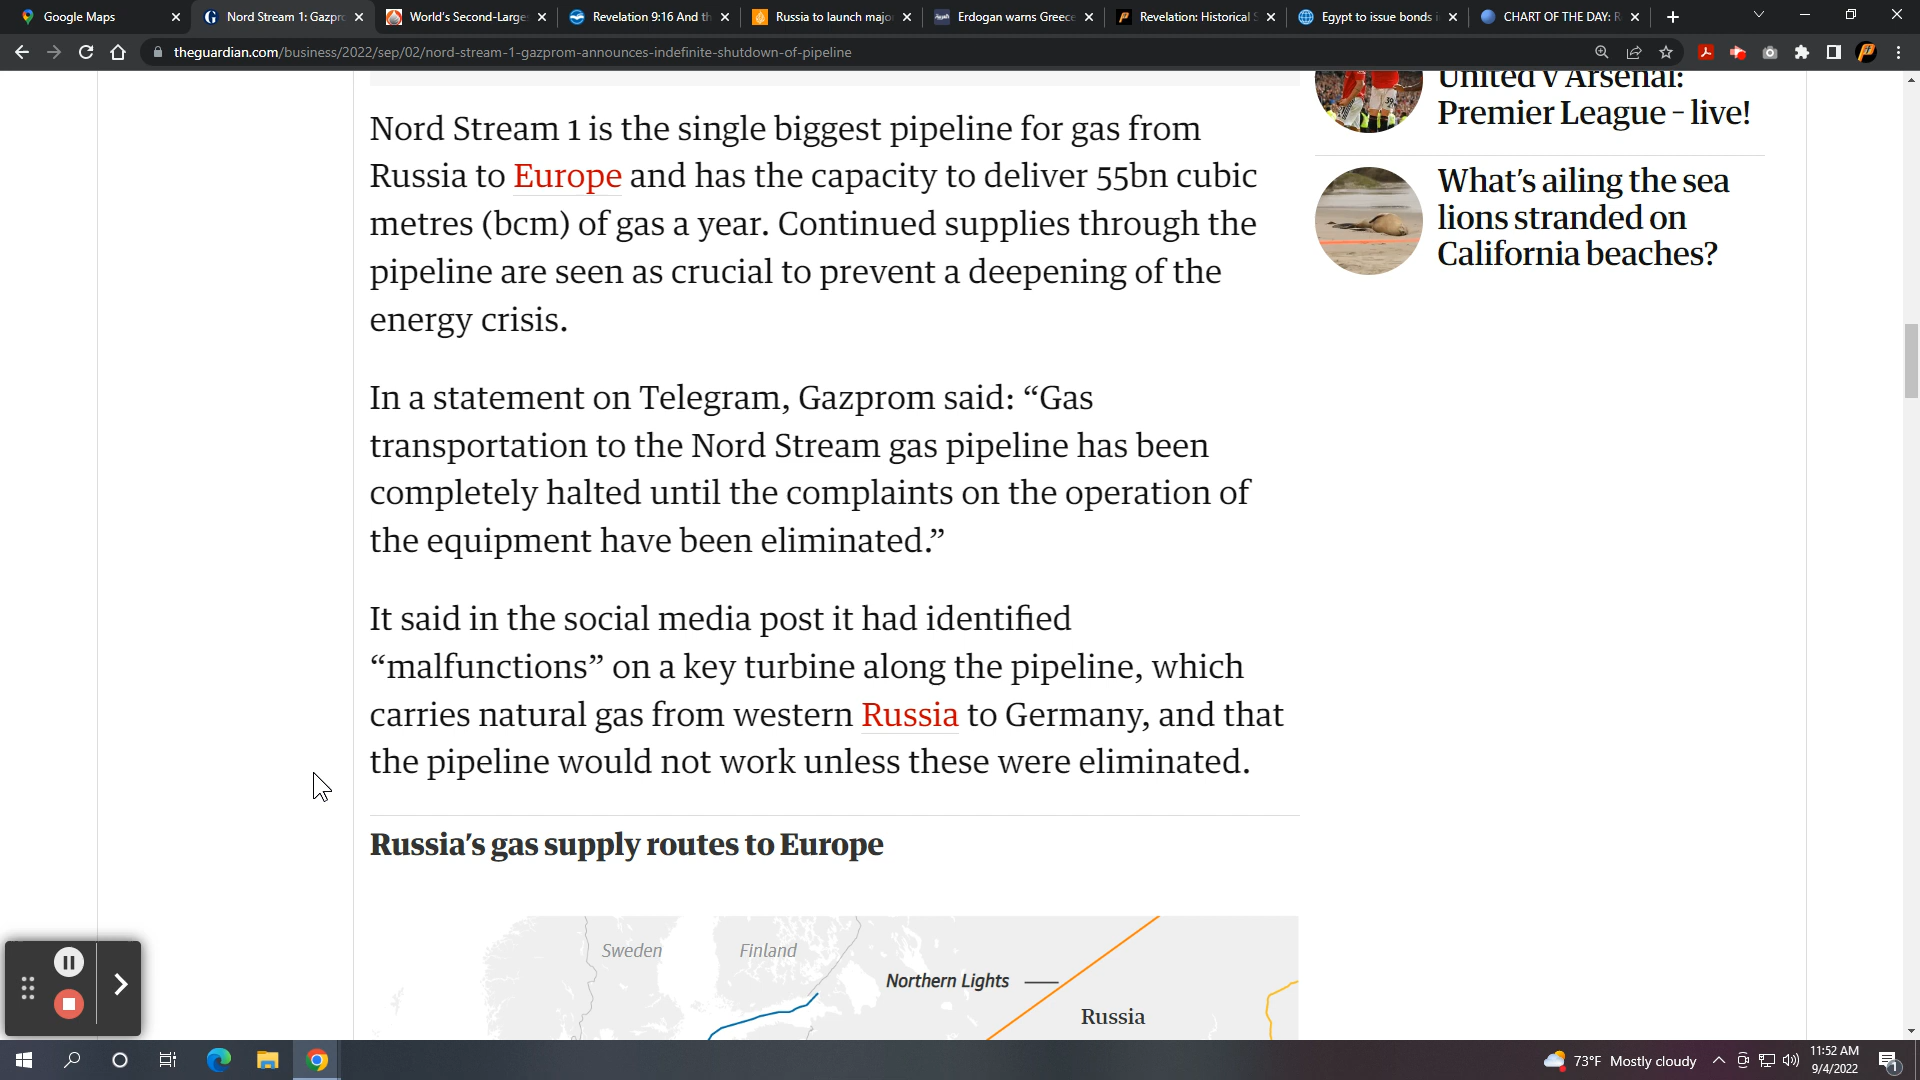 Google Maps
Nord Stream 1: Gazpro
World's Second-Large
Revelation 9:16 And th
Russia to launch majo
Erdogan warns Greece
Revelation: Historical S
Egypt to issue bonds i
CHART OF THE DAY: R
theguardian.com/business/2022/sep/02/nord-stream-1-gazprom-announces-indefinite-shutdown-of-pipeline
United v Arsenal:
Premier League – live!
What's ailing the sea
lions stranded on
California beaches?
Nord Stream 1 is the single biggest pipeline for gas from
Russia to Europe and has the capacity to deliver 55bn cubic
metres (bcm) of gas a year. Continued supplies through the
pipeline are seen as crucial to prevent a deepening of the
energy crisis.
In a statement on Telegram, Gazprom said: “Gas
transportation to the Nord Stream gas pipeline has been
completely halted until the complaints on the operation of
the equipment have been eliminated.”
It said in the social media post it had identified
“malfunctions” on a key turbine along the pipeline, which
carries natural gas from western Russia to Germany, and that
the pipeline would not work unless these were eliminated.
Russia’s gas supply routes to Europe
Sweden
Finland
Northern Lights
Russia
73°F Mostly cloudy
11:52 AM
9/4/2022
1